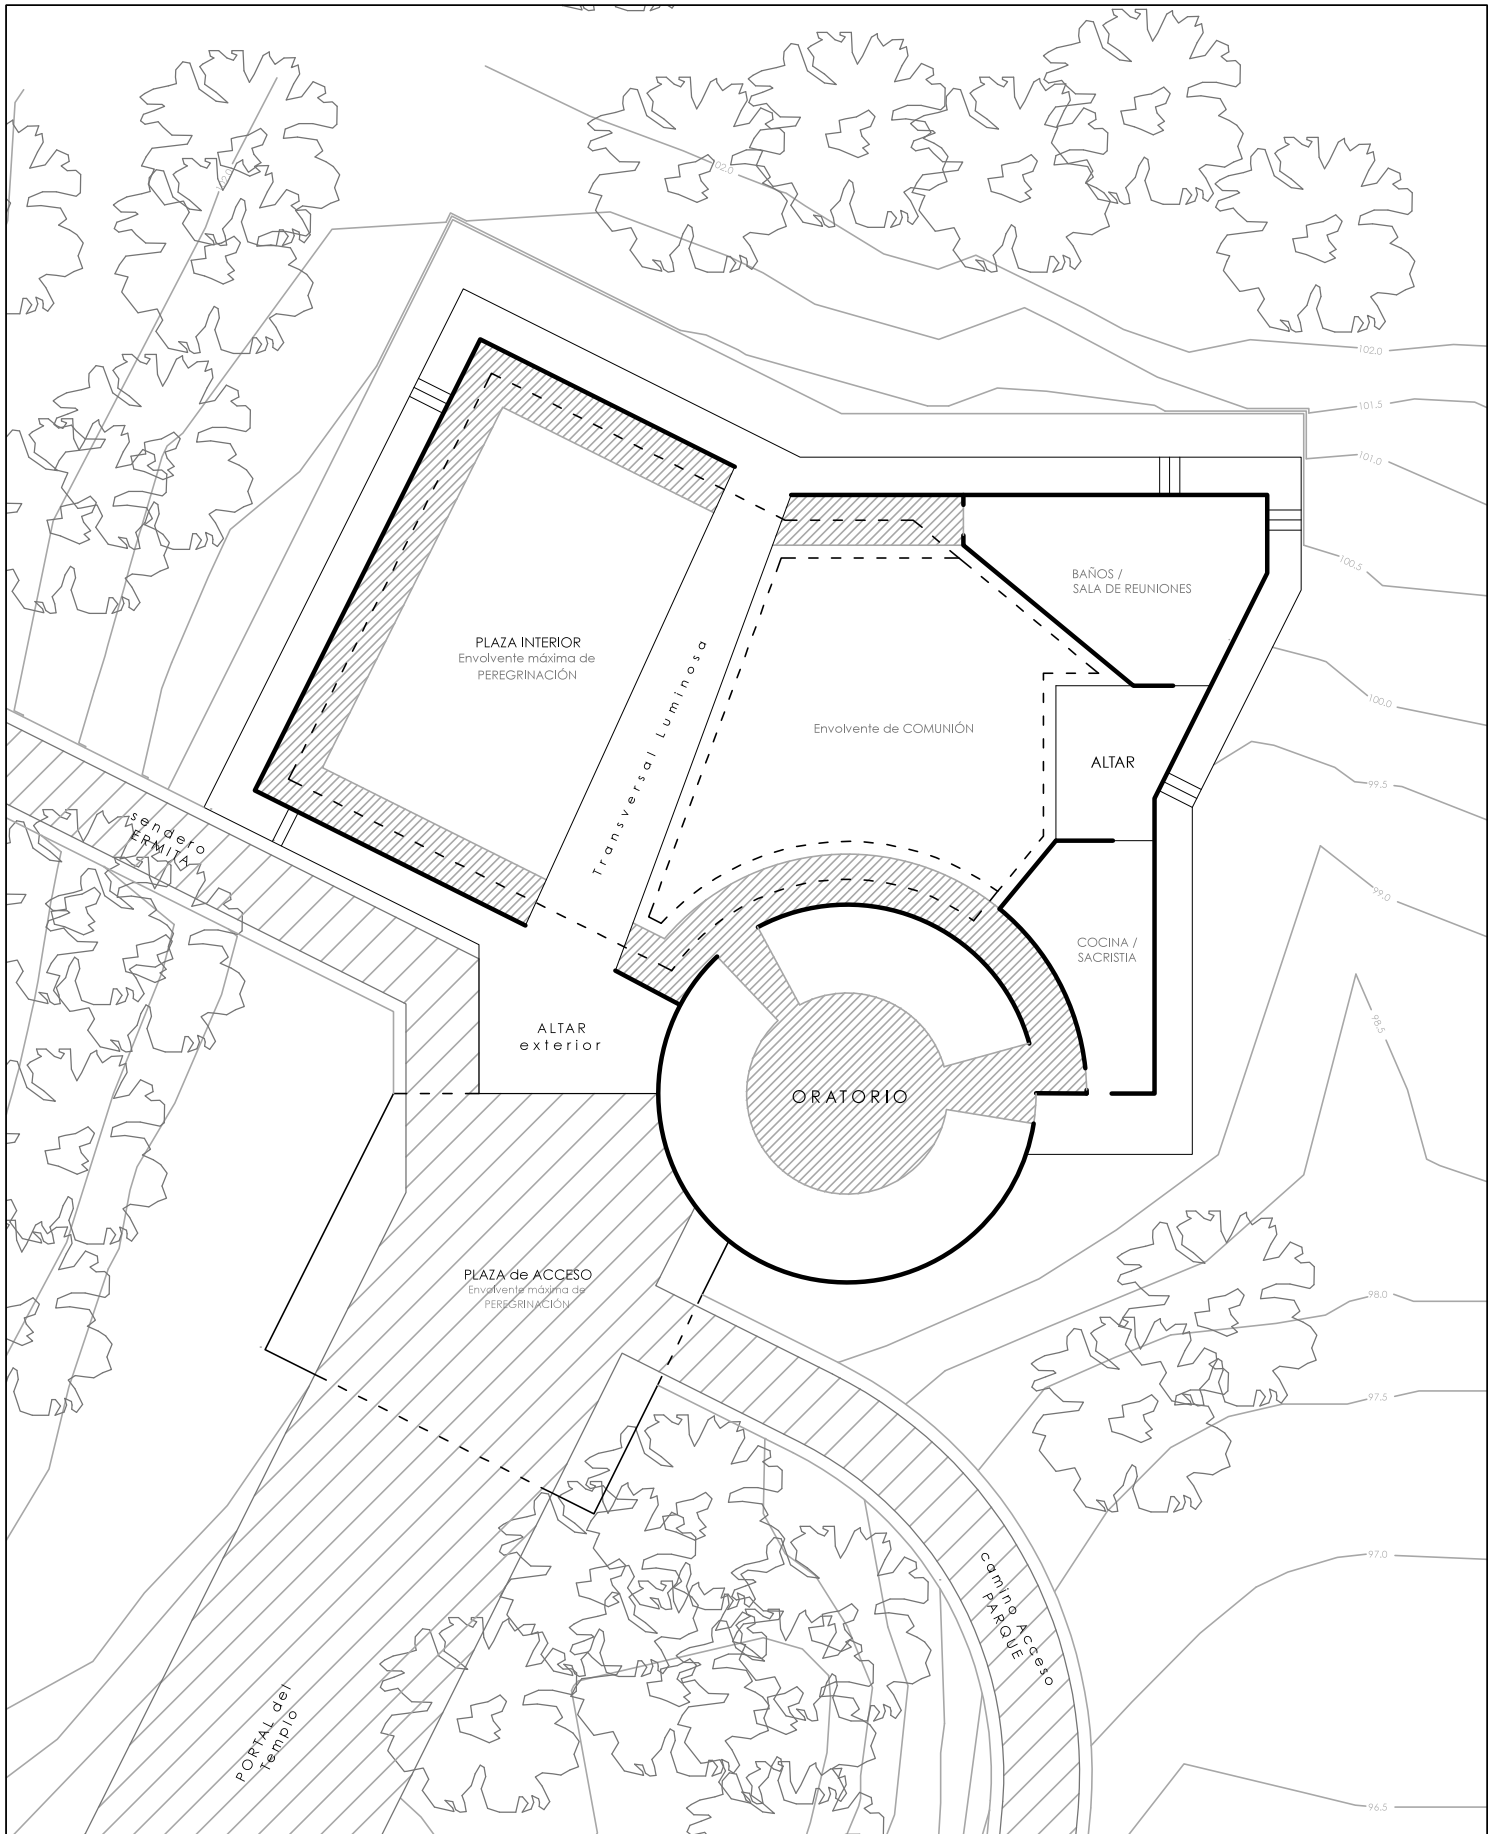 102.0
102.0
101.5
101.0
100.5
100.0
99.5
99.0
98.5
98.0
97.5
97.0
96.5
BAÑOS /
SALA DE REUNIONES
PLAZA INTERIOR
Envolvente máxima de
PEREGRINACIÓN
Transversal Luminosa
Envolvente de COMUNIÓN
ALTAR
sendero
ERMITA
COCINA /
SACRISTIA
ALTAR
exterior
ORATORIO
PLAZA de ACCESO
Envolvente máxima de
PEREGRINACIÓN
camino Acceso
PARQUE
PORTAL del
Templo